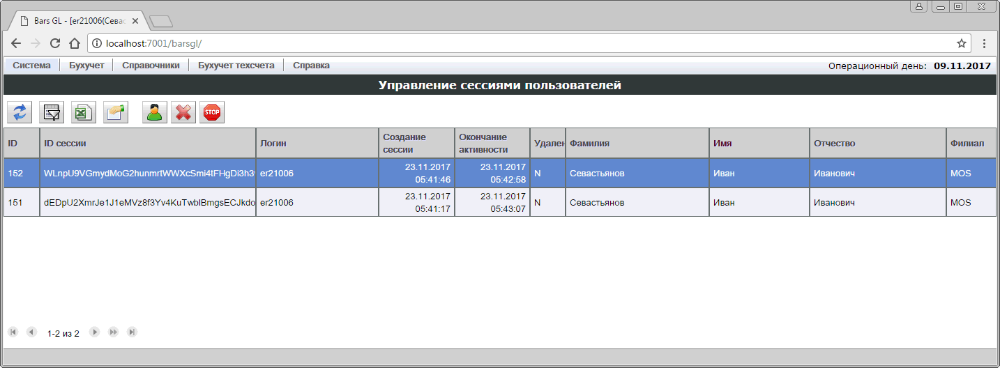 Bars GL - [er21006(Севас
localhost:7001/barsgl/
Система Бухучет Справочники Бухучет техсчета Справка Операционный день: 09.11.2017
Управление сессиями пользователей
STOP
ID ID сессии Логин Создание сессии Окончание активности Удален Фамилия Имя Отчество Филиал
152 WLnpU9VGmydMoG2hunmrtWWXcSmi4tFHgDi3h3 er21006 23.11.2017 05:41:46 23.11.2017 05:42:58 N Севастьянов Иван Иванович MOS
151 dEDpU2XmrJe1J1eMVz8f3Yv4KuTwblBmgsECJkdo er21006 23.11.2017 05:41:17 23.11.2017 05:43:07 N Севастьянов Иван Иванович MOS
1-2 из 2